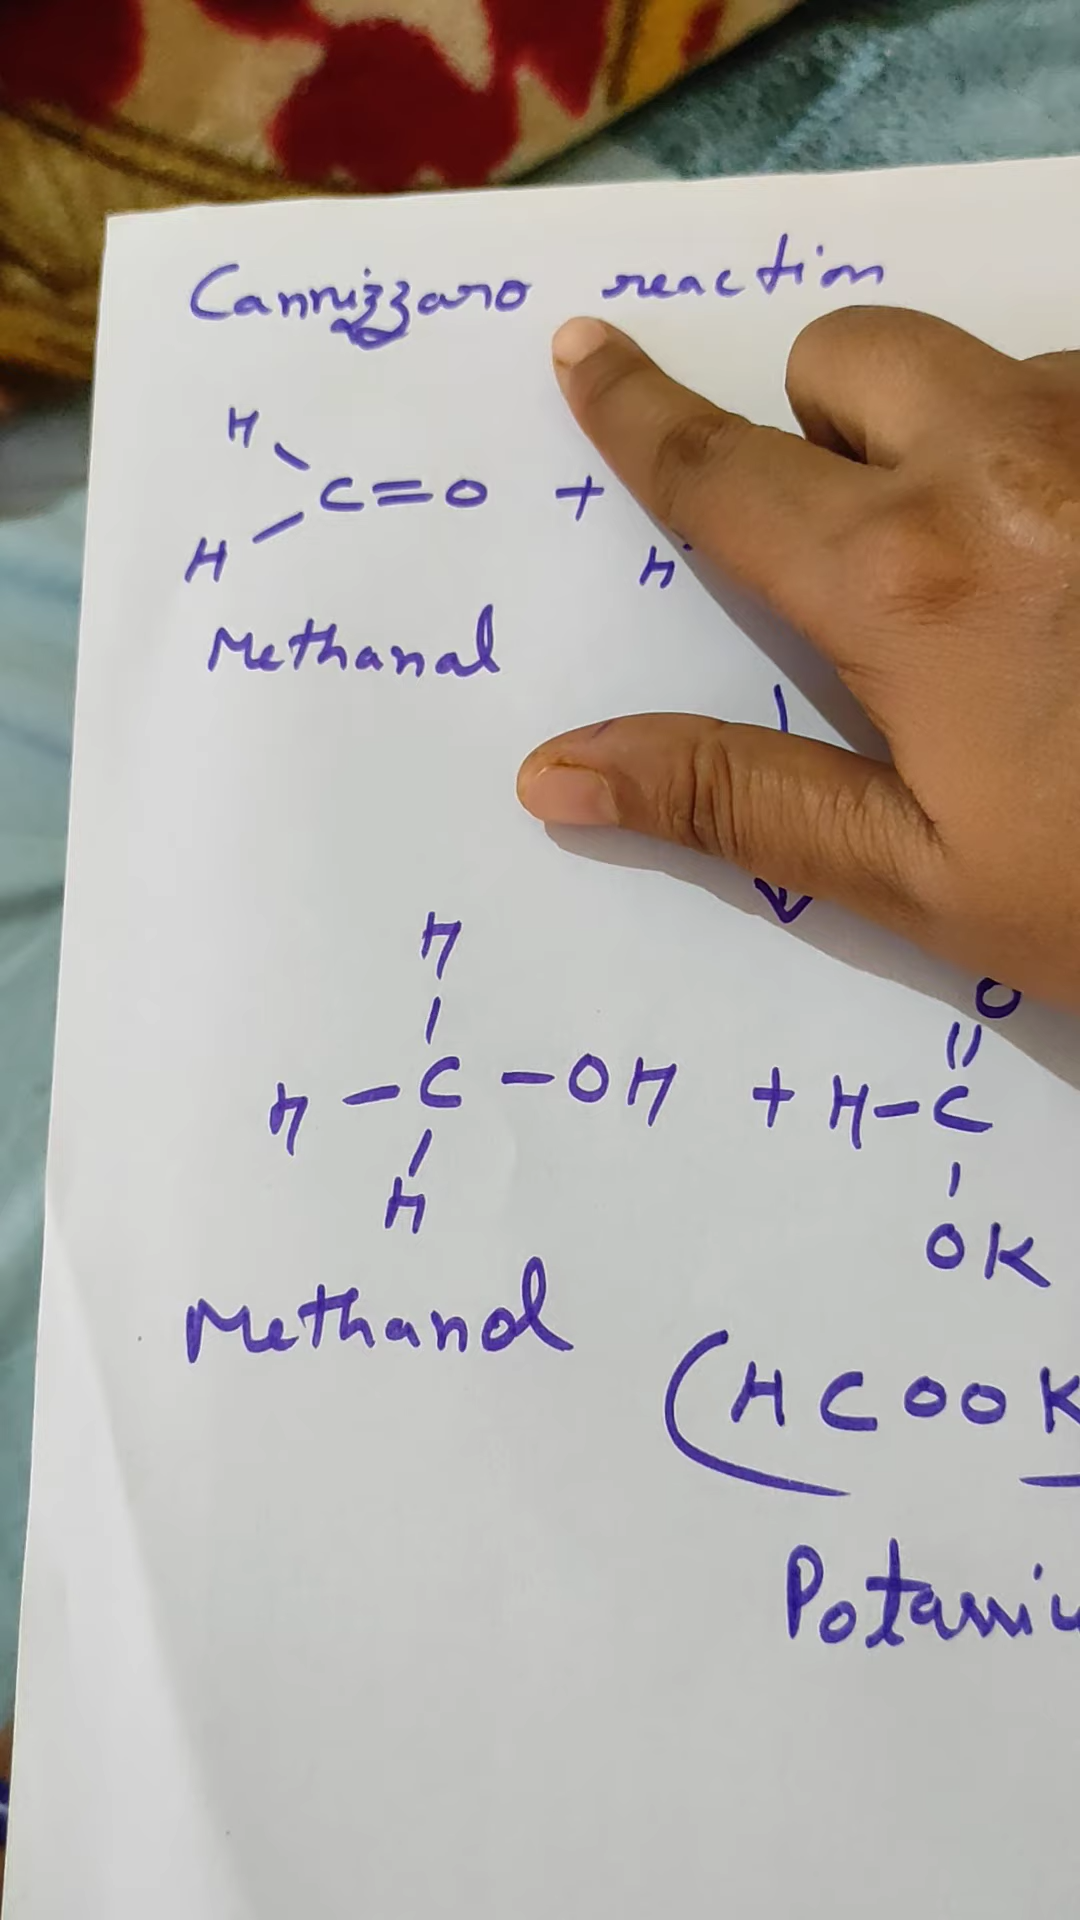 Cannizzaro reaction
H
C=O +
H
H
Methanal
H
|
H-C-OH + H-C
|
H
O
||
|
OK
Methanol
(HCOOK